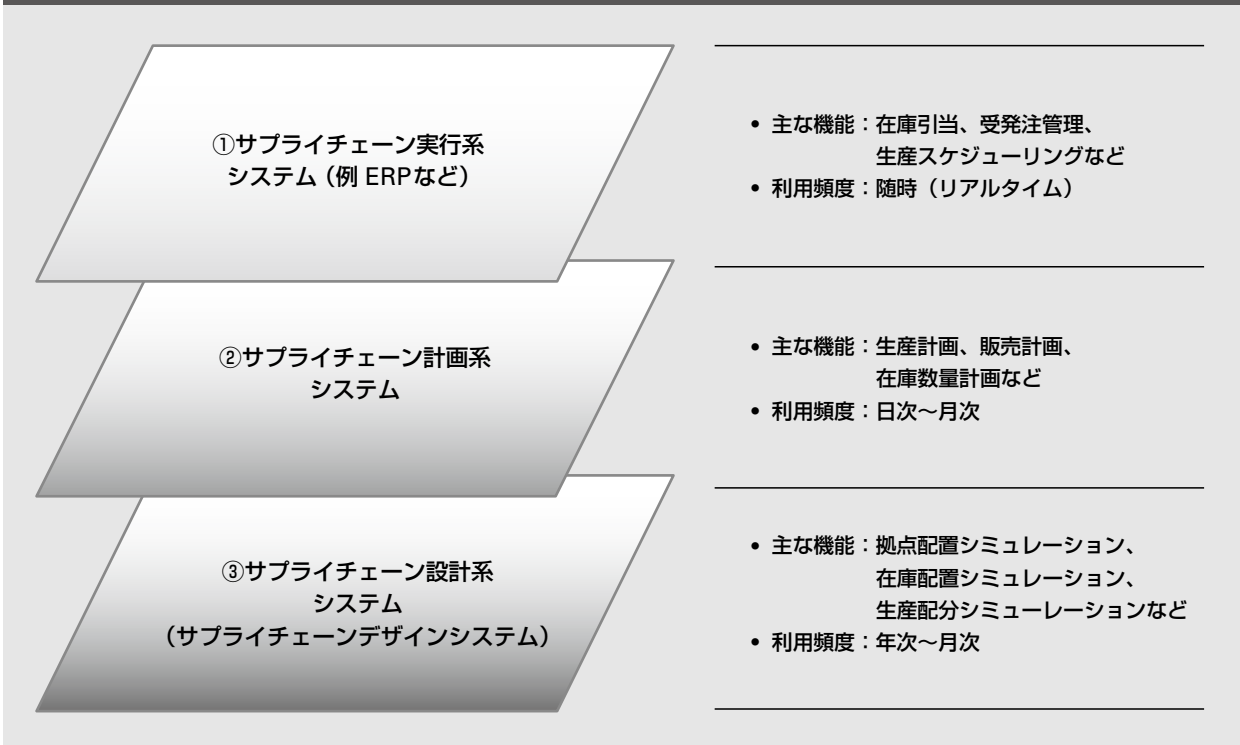 ①サプライチェーン実行系
システム（例 ERPなど）
• 主な機能：在庫引当、受発注管理、
生産スケジューリングなど
• 利用頻度：随時（リアルタイム）
②サプライチェーン計画系
システム
• 主な機能：生産計画、販売計画、
在庫数量計画など
• 利用頻度：日次～月次
③サプライチェーン設計系
システム
（サプライチェーンデザインシステム）
• 主な機能：拠点配置シミュレーション、
在庫配置シミュレーション、
生産配分シミューレーションなど
• 利用頻度：年次～月次